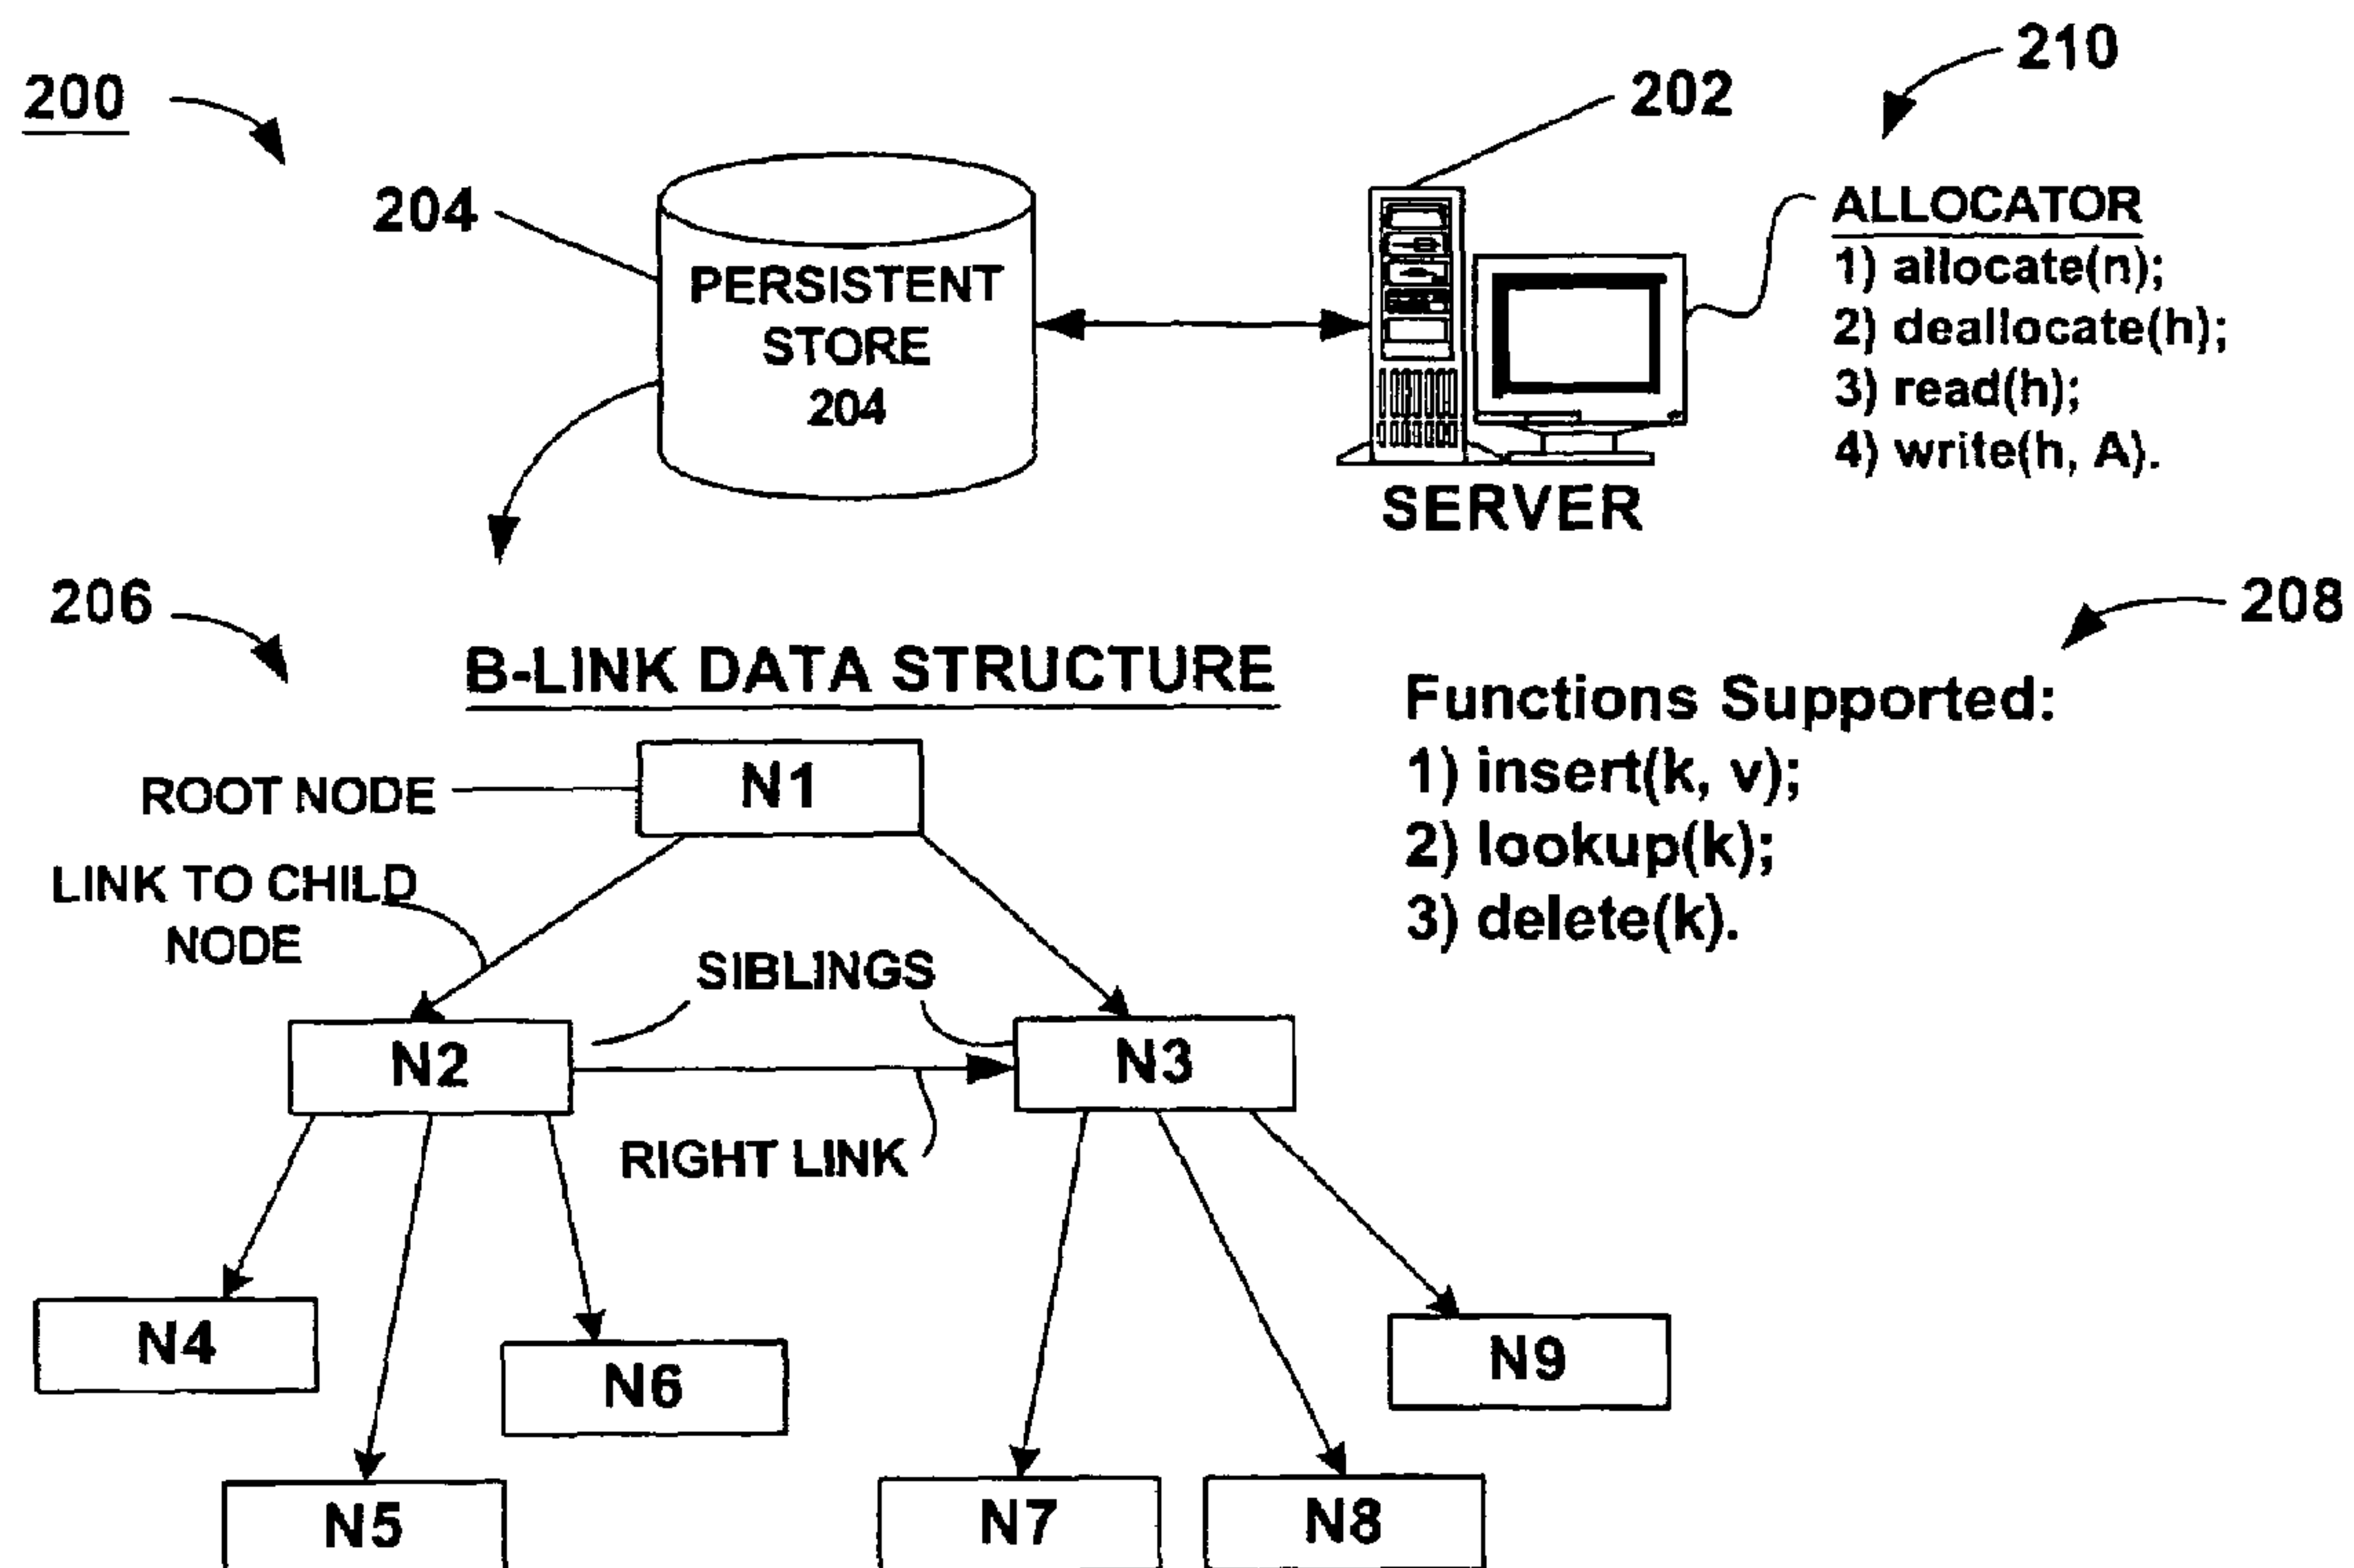 200
204
PERSISTENT
STORE
204
202
SERVER
210
ALLOCATOR
1) allocate(n);
2) deallocate(h);
3) read(h);
4) write(h, A).
206
B-LINK DATA STRUCTURE
208
Functions Supported:
1) insert(k, v);
2) lookup(k);
3) delete(k).
ROOT NODE
N1
LINK TO CHILD
NODE
SIBLINGS
N2
N3
RIGHT LINK
N4
N6
N9
N5
N7
N8